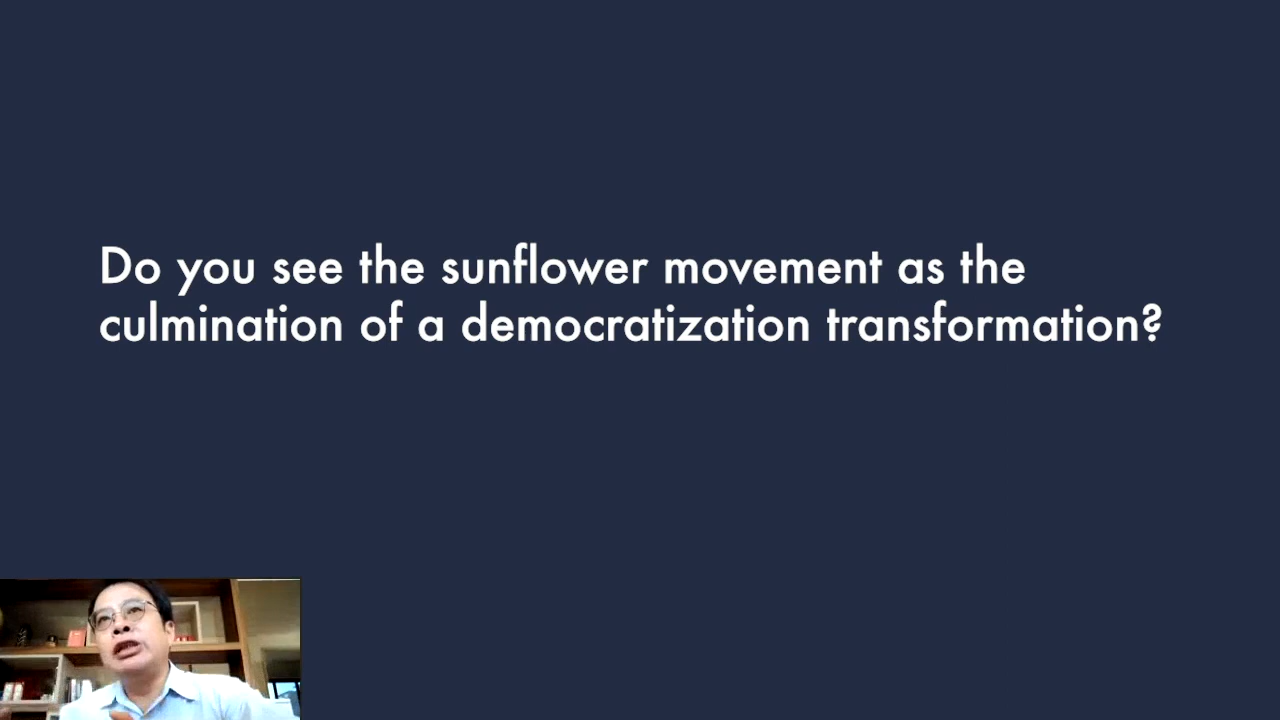 Do you see the sunflower movement as the
culmination of a democratization transformation?